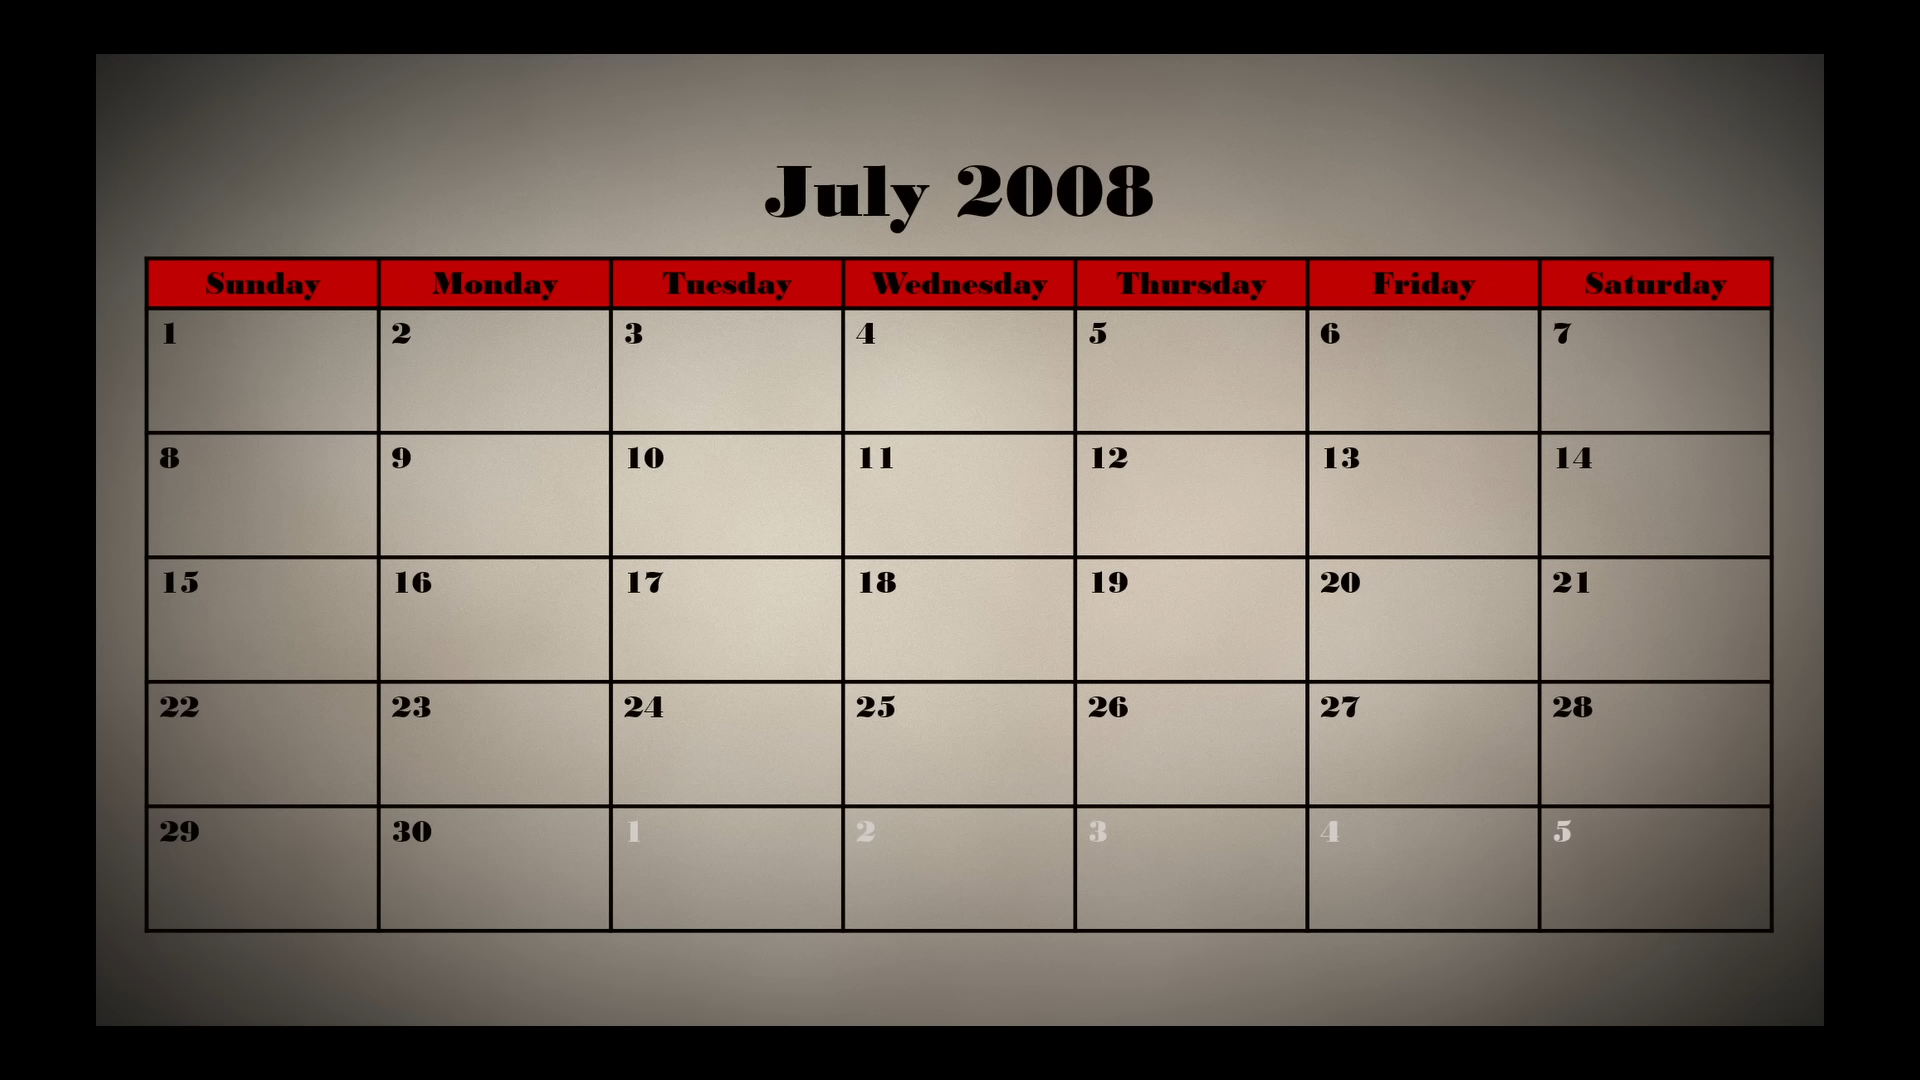 July 2008
Sunday Monday Tuesday Wednesday Thursday Friday Saturday
1 2 3 4 5 6 7
8 9 10 11 12 13 14
15 16 17 18 19 20 21
22 23 24 25 26 27 28
29 30 1 2 3 4 5